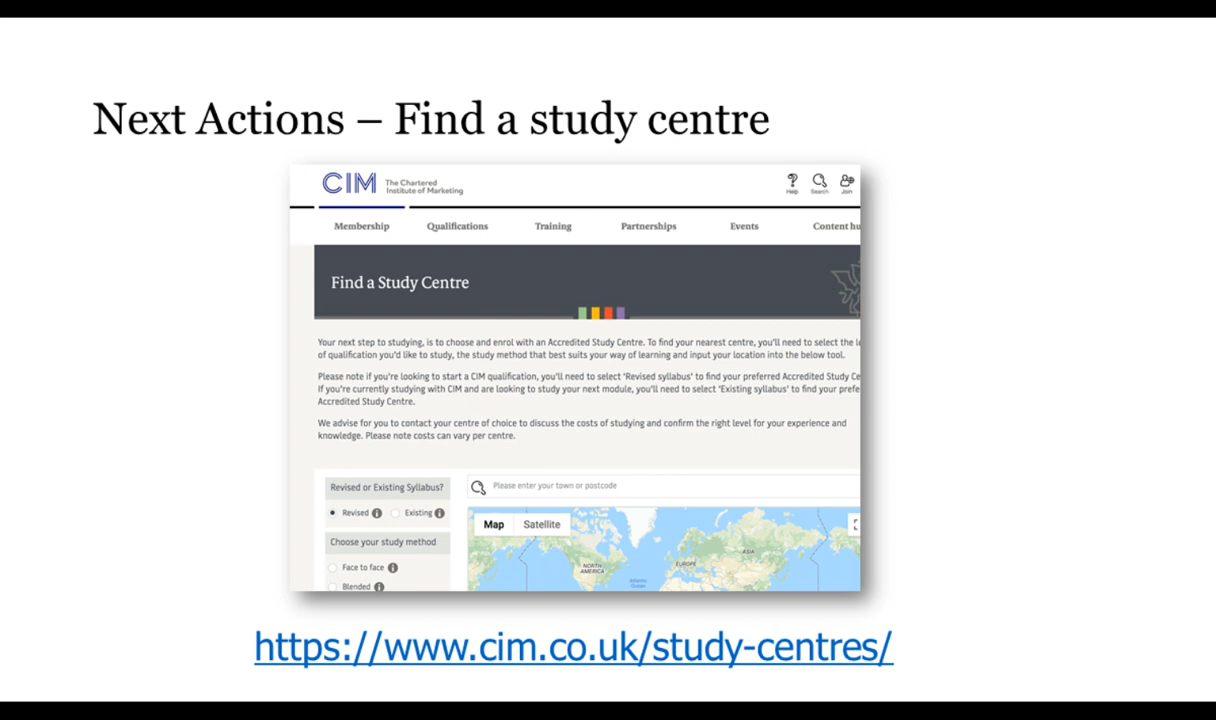 Next Actions – Find a study centre
CIM The Chartered
Institute of Marketing
Help Search Join
Membership Qualifications Training Partnerships Events Content hu
Find a Study Centre
Your next step to studying, is to choose and enrol with an Accredited Study Centre. To find your nearest centre, you'll need to select the l
of qualification you'd like to study, the study method that best suits your way of learning and input your location into the below tool.
Please note if you're looking to start a CIM qualification, you'll need to select 'Revised syllabus' to find your preferred Accredited Study Ce
If you're currently studying with CIM and are looking to study your next module, you'll need to select 'Existing syllabus' to find your prefe
Accredited Study Centre.
We advise for you to contact your centre of choice to discuss the costs of studying and confirm the right level for your experience and
knowledge. Please note costs can vary per centre.
Revised or Existing Syllabus?
Please enter your town or postcode
Revised Existing
Map Satellite
Choose your study method
Face to face
Blended
NORTH
AMERICA
EUROPE
ASIA
Atlantic
Ocean
https://www.cim.co.uk/study-centres/